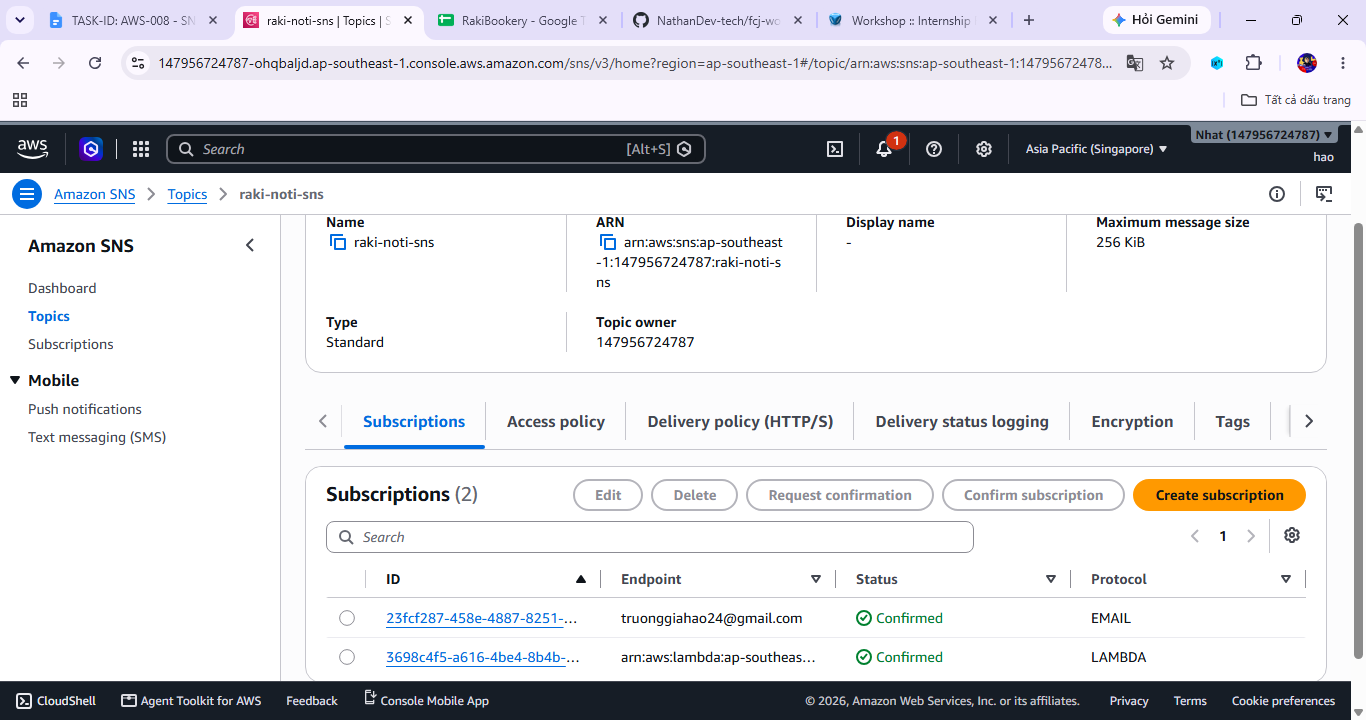 TASK-ID: AWS-008 - SN
raki-noti-sns | Topics | S
RakiBookery - Google T
NathanDev-tech/fcj-wo
Workshop :: Internship
Hỏi Gemini
147956724787-ohqbaljd.ap-southeast-1.console.aws.amazon.com/sns/v3/home?region=ap-southeast-1#/topic/arn:aws:sns:ap-southeast-1:14795672478...
Tất cả dấu trang
aws
Search
[Alt+S]
1
Asia Pacific (Singapore)
Nhat (147956724787)
hao
Amazon SNS
Topics
raki-noti-sns
Amazon SNS
Dashboard
Topics
Subscriptions
Mobile
Push notifications
Text messaging (SMS)
Name
raki-noti-sns
ARN
arn:aws:sns:ap-southeast
-1:147956724787:raki-noti-s
ns
Display name
-
Maximum message size
256 KiB
Type
Standard
Topic owner
147956724787
Subscriptions
Access policy
Delivery policy (HTTP/S)
Delivery status logging
Encryption
Tags
Subscriptions (2)
Edit
Delete
Request confirmation
Confirm subscription
Create subscription
Search
1
ID
Endpoint
Status
Protocol
23fcf287-458e-4887-8251-...
truonggiahao24@gmail.com
Confirmed
EMAIL
3698c4f5-a616-4be4-8b4b-...
arn:aws:lambda:ap-southeas...
Confirmed
LAMBDA
CloudShell
Agent Toolkit for AWS
Feedback
Console Mobile App
© 2026, Amazon Web Services, Inc. or its affiliates.
Privacy
Terms
Cookie preferences